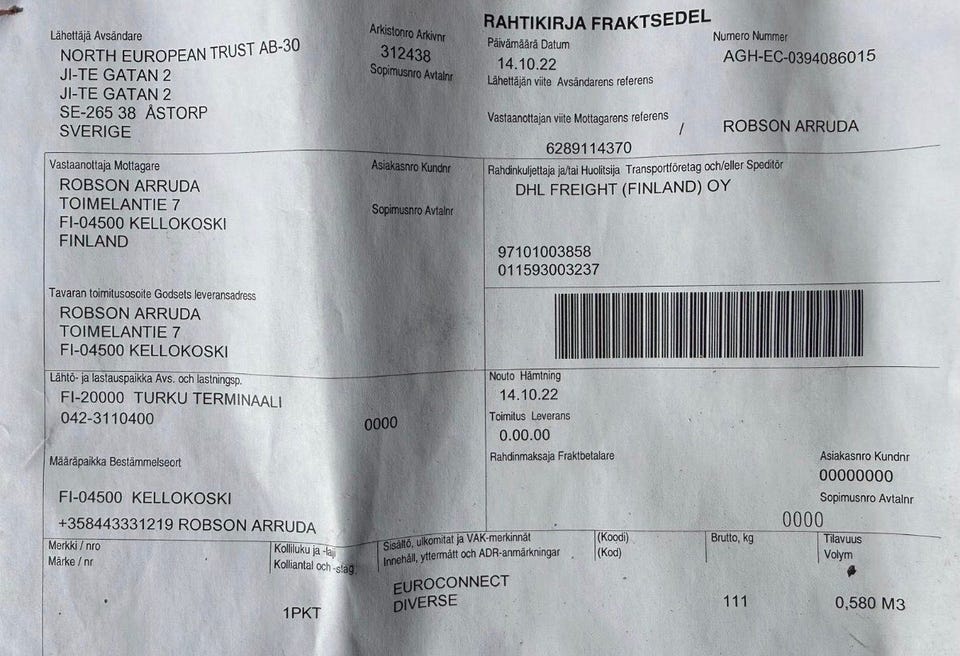 RAHTIKIRJA FRAKTSEDEL
Lähettäjä Avsändare
NORTH EUROPEAN TRUST AB-30
JI-TE GATAN 2
JI-TE GATAN 2
SE-265 38 ÅSTORP
SVERIGE
Arkistonro Arkivnr
312438
Sopimusnro Avtalnr
Päivämäärä Datum
14.10.22
Numero Nummer
AGH-EC-0394086015
Lähettäjän viite Avsändarens referens
Vastaanottajan viite Mottagarens referens
/ ROBSON ARRUDA
6289114370
Vastaanottaja Mottagare
ROBSON ARRUDA
TOIMELANTIE 7
FI-04500 KELLOKOSKI
FINLAND
Asiakasnro Kundnr
Sopimusnro Avtalnr
Rahdinkuljettaja ja/tai Huolitsija Transportföretag och/eller Speditör
DHL FREIGHT (FINLAND) OY
97101003858
011593003237
Tavaran toimitusosoite Godsets leveransadress
ROBSON ARRUDA
TOIMELANTIE 7
FI-04500 KELLOKOSKI
Lähtö- ja lastauspaikka Avs. och lastningsp.
FI-20000 TURKU TERMINAALI
042-3110400
0000
Nouto Hämtning
14.10.22
Toimitus Leverans
0.00.00
Määräpaikka Bestämmelseort
FI-04500 KELLOKOSKI
+358443331219 ROBSON ARRUDA
Rahdinmaksaja Fraktbetalare
Asiakasnro Kundnr
00000000
Sopimusnro Avtalnr
0000
Merkki / nro
Märke / nr
Kolliluku ja -laji
Kolliantal och -stag
Sisältö, ulkomitat ja VAK-merkinnät
Innehåll, yttermått och ADR-anmärkningar
(Koodi)
(Kod)
Brutto, kg
Tilavuus
Volym
1PKT
EUROCONNECT
DIVERSE
111
0,580 M3